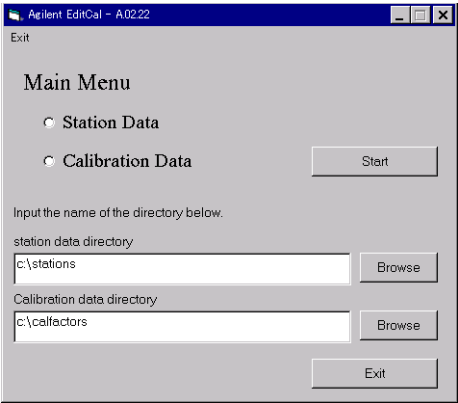 Agilent EditCal - A.02.22
Exit
Main Menu
Station Data
Calibration Data
Start
Input the name of the directory below.
station data directory
c:\stations
Browse
Calibration data directory
c:\calfactors
Browse
Exit